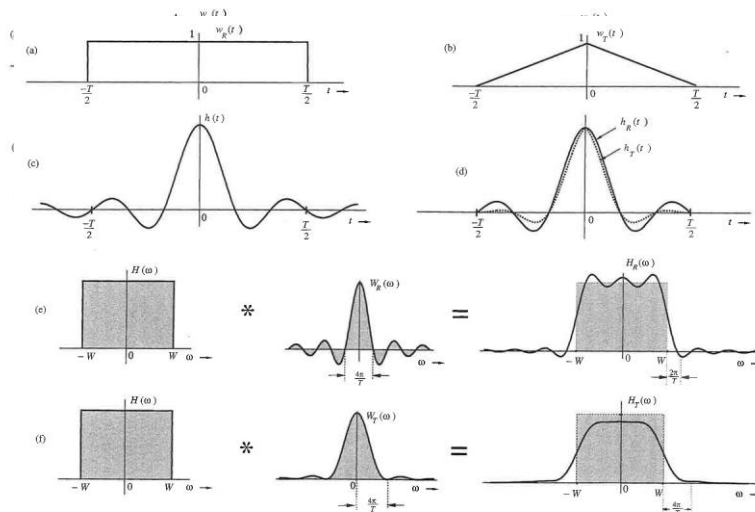 w (t)
(a) 1 w_R(t)
-T/2 0 T/2 t →
(b) 1 w_T(t)
-T/2 0 T/2 t →
(c) h(t)
-T/2 0 T/2 t →
(d) h_R(t)
h_T(t)
-T/2 0 T/2 t →
(e) H(ω) * W_R(ω) = H_R(ω)
-W 0 W ω → ω → -W 0 W ω →
4π/T 2π/T
(f) H(ω) * W_T(ω) = H_T(ω)
-W 0 W ω → 0 ω → -W 0 W ω →
4π/T 4π/T